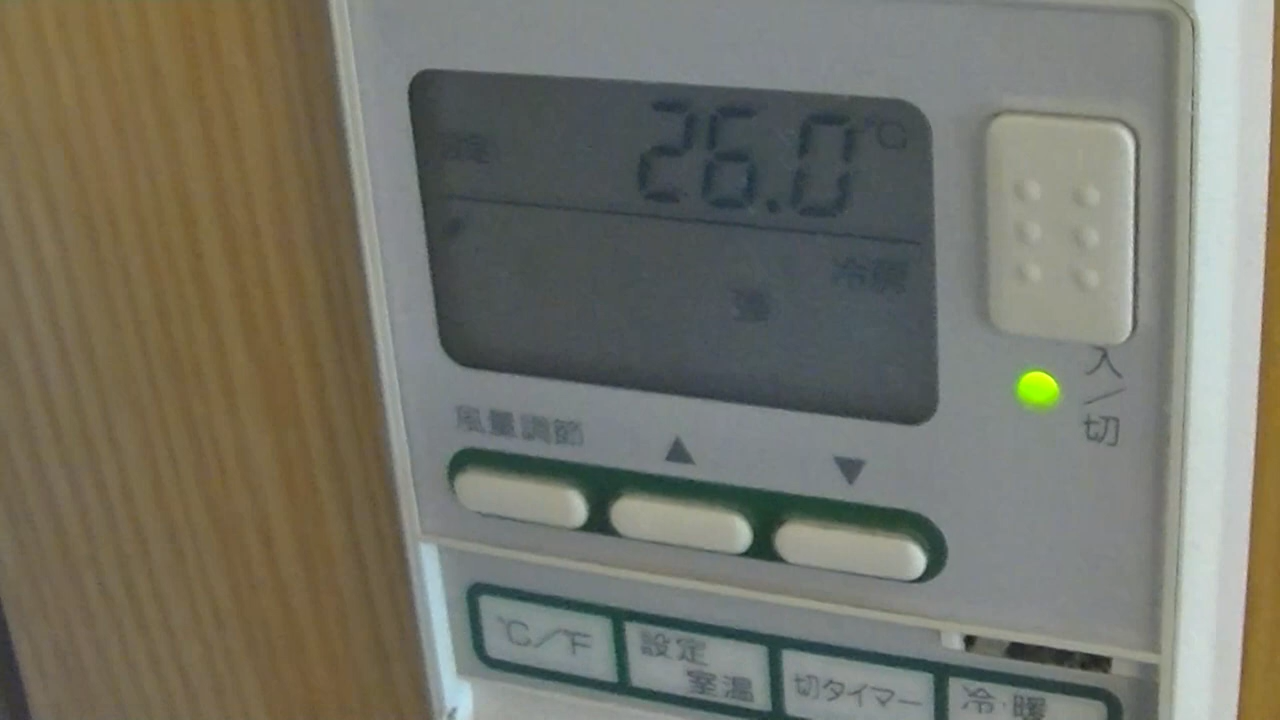 26.0℃
冷房
入/切
風量調節
▲ ▼
℃/℉
設定
室温
切タイマー
冷・暖